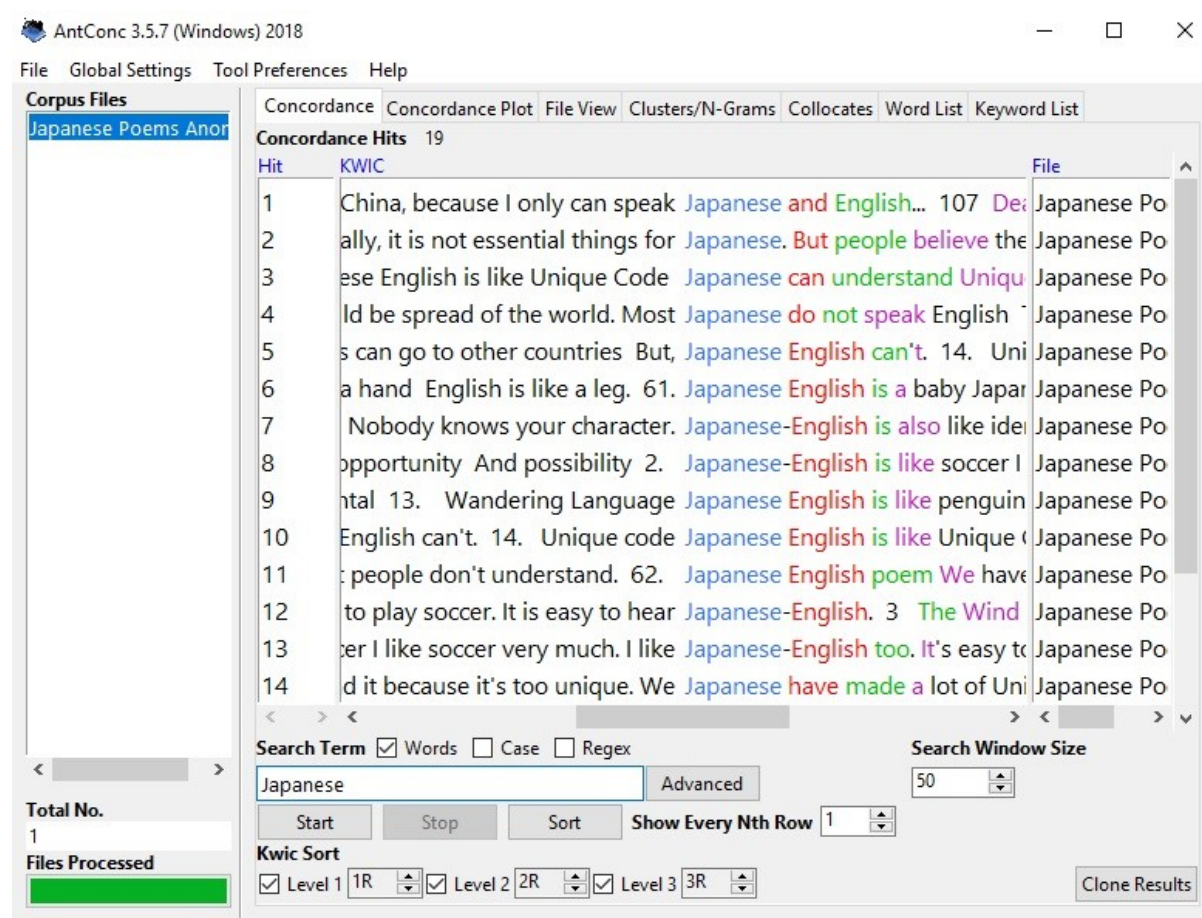 AntConc 3.5.7 (Windows) 2018
File Global Settings Tool Preferences Help
Corpus Files
Japanese Poems Anor
Total No.
1
Files Processed
Concordance Concordance Plot File View Clusters/N-Grams Collocates Word List Keyword List
Concordance Hits 19
Hit KWIC File
1 China, because I only can speak Japanese and English... 107 Dea Japanese Po
2 ally, it is not essential things for Japanese. But people believe the Japanese Po
3 ese English is like Unique Code Japanese can understand Uniqu Japanese Po
4 ld be spread of the world. Most Japanese do not speak English Japanese Po
5 s can go to other countries But, Japanese English can't. 14. Uni Japanese Po
6 a hand English is like a leg. 61. Japanese English is a baby Japan Japanese Po
7 Nobody knows your character. Japanese-English is also like ide Japanese Po
8 opportunity And possibility 2. Japanese-English is like soccer I Japanese Po
9 ntal 13. Wandering Language Japanese English is like penguin Japanese Po
10 English can't. 14. Unique code Japanese English is like Unique Japanese Po
11 people don't understand. 62. Japanese English poem We have Japanese Po
12 to play soccer. It is easy to hear Japanese-English. 3 The Wind Japanese Po
13 cer I like soccer very much. I like Japanese-English too. It's easy to Japanese Po
14 d it because it's too unique. We Japanese have made a lot of Uni Japanese Po
Search Term Words Case Regex Search Window Size
Japanese Advanced 50
Start Stop Sort Show Every Nth Row 1
Kwic Sort
Level 1 1R Level 2 2R Level 3 3R Clone Results